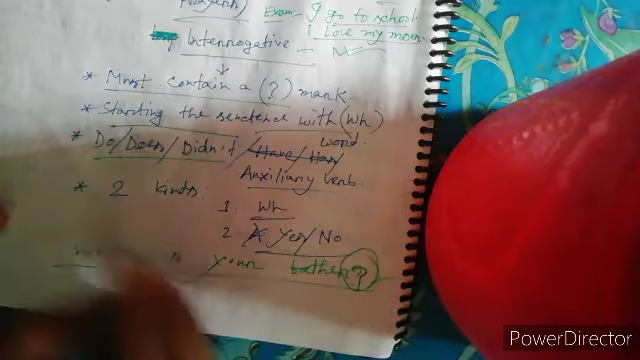 Exam:- I go to school.
I love my mom.
Interrogative -
* Must contain a (?) mark.
* Starting the sentence with (Wh)
word.
* Do/Does/Didn't/Have/Has
Auxiliary verb.
* 2 kinds:
1. Wh
2 Yes/No
is your father?
PowerDirector